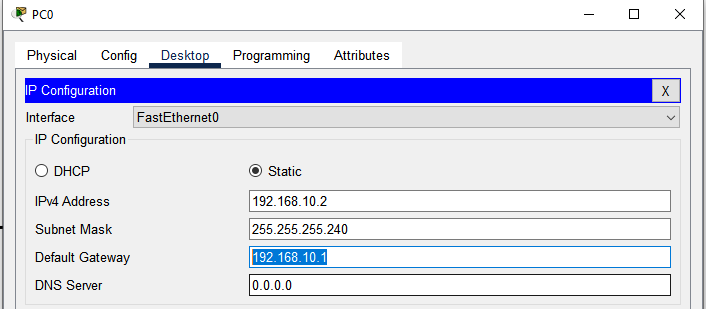 PC0
Physical Config Desktop Programming Attributes
IP Configuration X
Interface FastEthernet0
IP Configuration
DHCP Static
IPv4 Address 192.168.10.2
Subnet Mask 255.255.255.240
Default Gateway 192.168.10.1
DNS Server 0.0.0.0